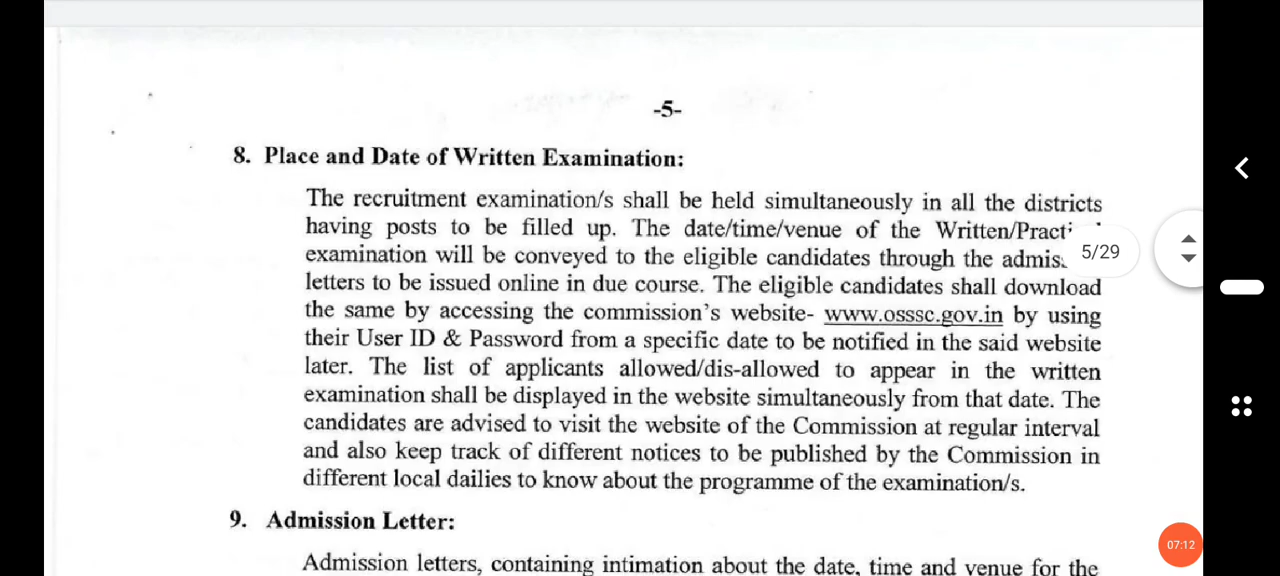 -5-
8. Place and Date of Written Examination:
The recruitment examination/s shall be held simultaneously in all the districts
having posts to be filled up. The date/time/venue of the Written/
examination will be conveyed to the eligible candidates through the
5/29
letters to be issued online in due course. The eligible candidates shall download
the same by accessing the commission's website- www.osssc.gov.in by using
their User ID & Password from a specific date to be notified in the said website
later. The list of applicants allowed/dis-allowed to appear in the written
examination shall be displayed in the website simultaneously from that date. The
candidates are advised to visit the website of the Commission at regular interval
and also keep track of different notices to be published by the Commission in
different local dailies to know about the programme of the examination/s.
9. Admission Letter:
07:12
Admission letters, containing intimation about the date, time and venue for the